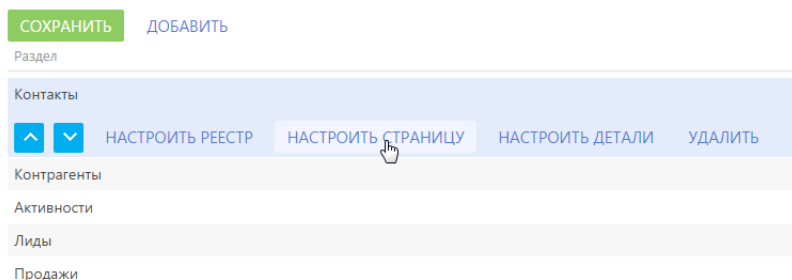 СОХРАНИТЬ ДОБАВИТЬ
Раздел
Контакты
НАСТРОИТЬ РЕЕСТР НАСТРОИТЬ СТРАНИЦУ НАСТРОИТЬ ДЕТАЛИ УДАЛИТЬ
Контрагенты
Активности
Лиды
Продажи